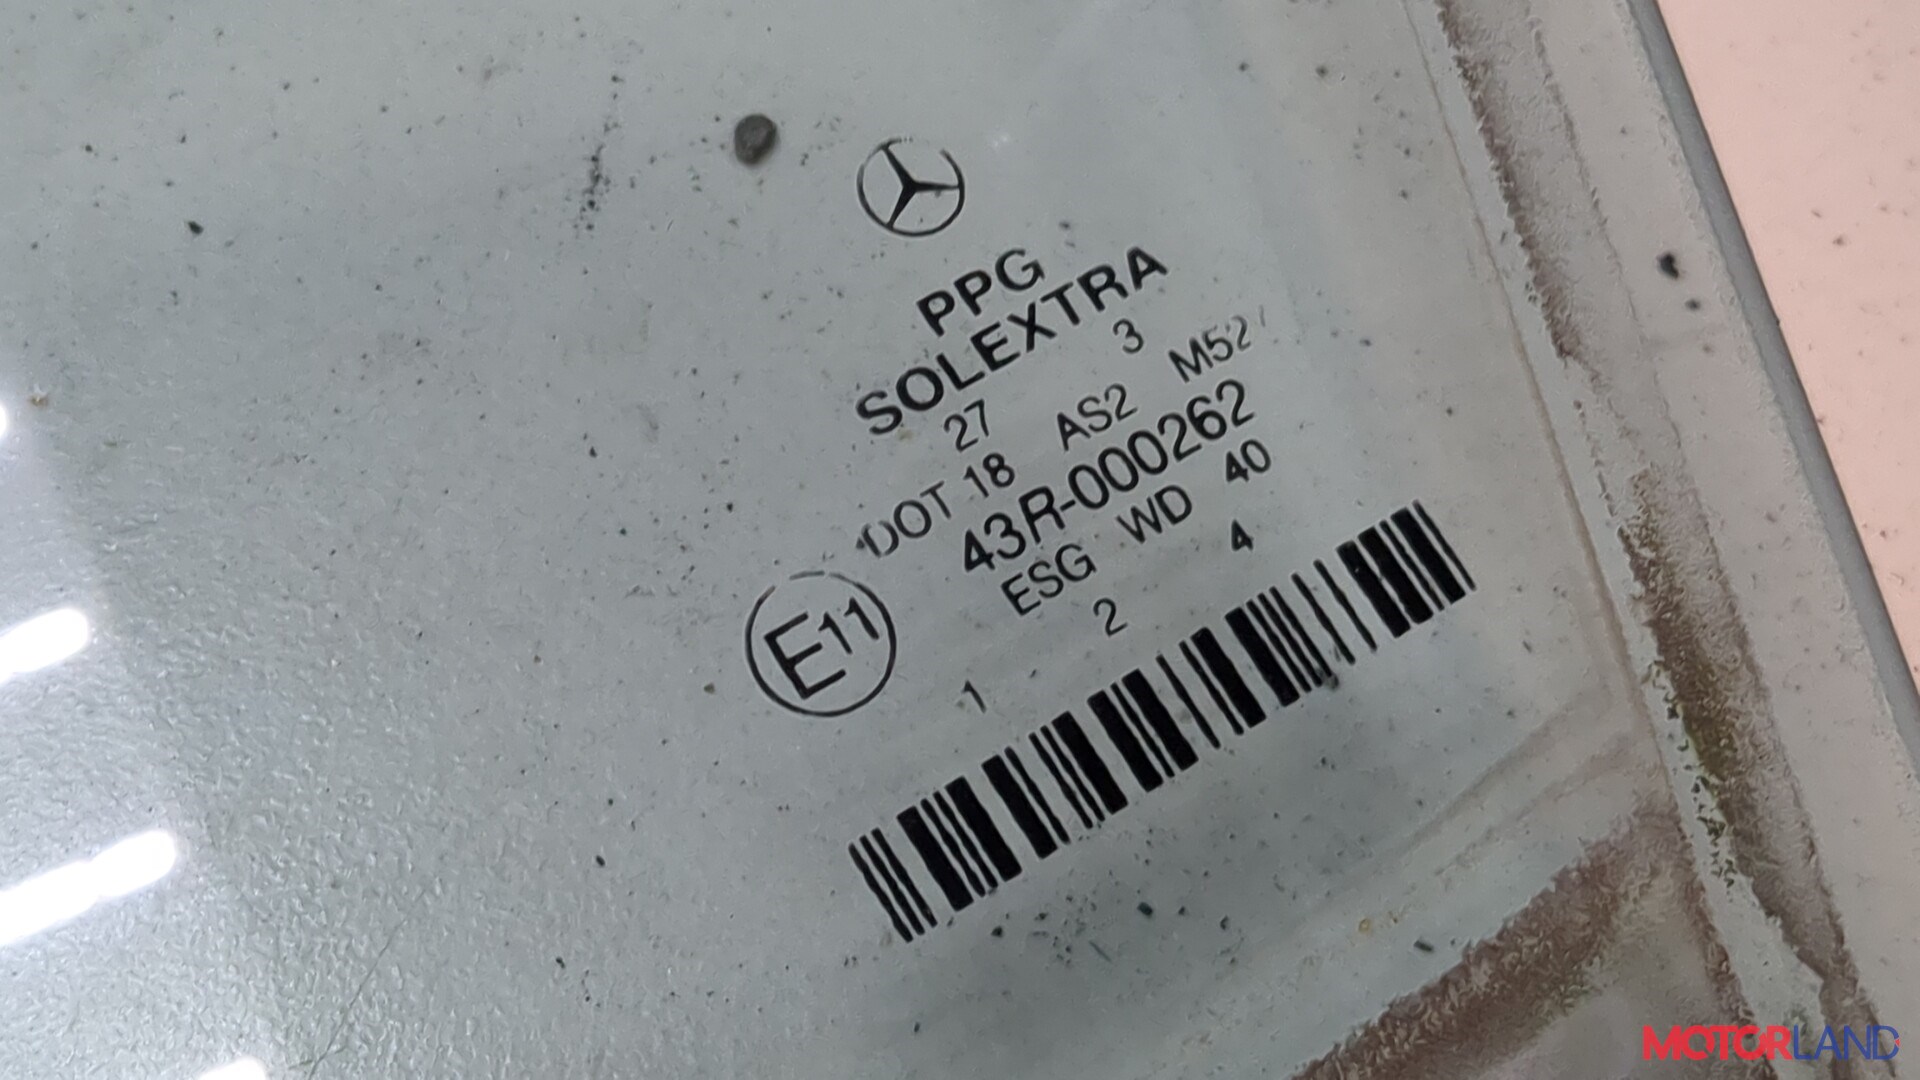 PPG
SOLEXTRA
27 3
DOT 18 AS2
43R-000262
E11
ESG WD 40
1 2 4
MOTORLAND